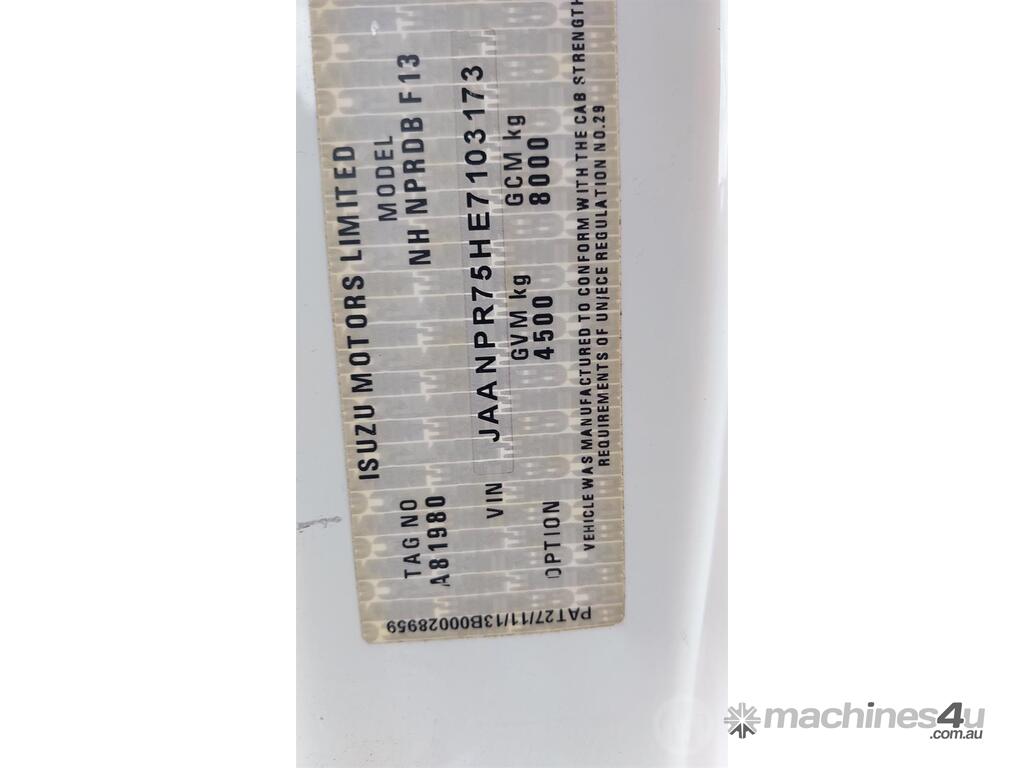 ISUZU MOTORS LIMITED
MODEL
NH NPRDB F13
TAG NO
A81980
VIN
JAANPR75HE7103173
GVM kg
4500
GCM kg
8000
OPTION
VEHICLE WAS MANUFACTURED TO CONFORM WITH THE CAB STRENGTH
REQUIREMENTS OF UN/ECE REGULATION NO.29
PAT27/11/13B00028959
machines4u
.com.au